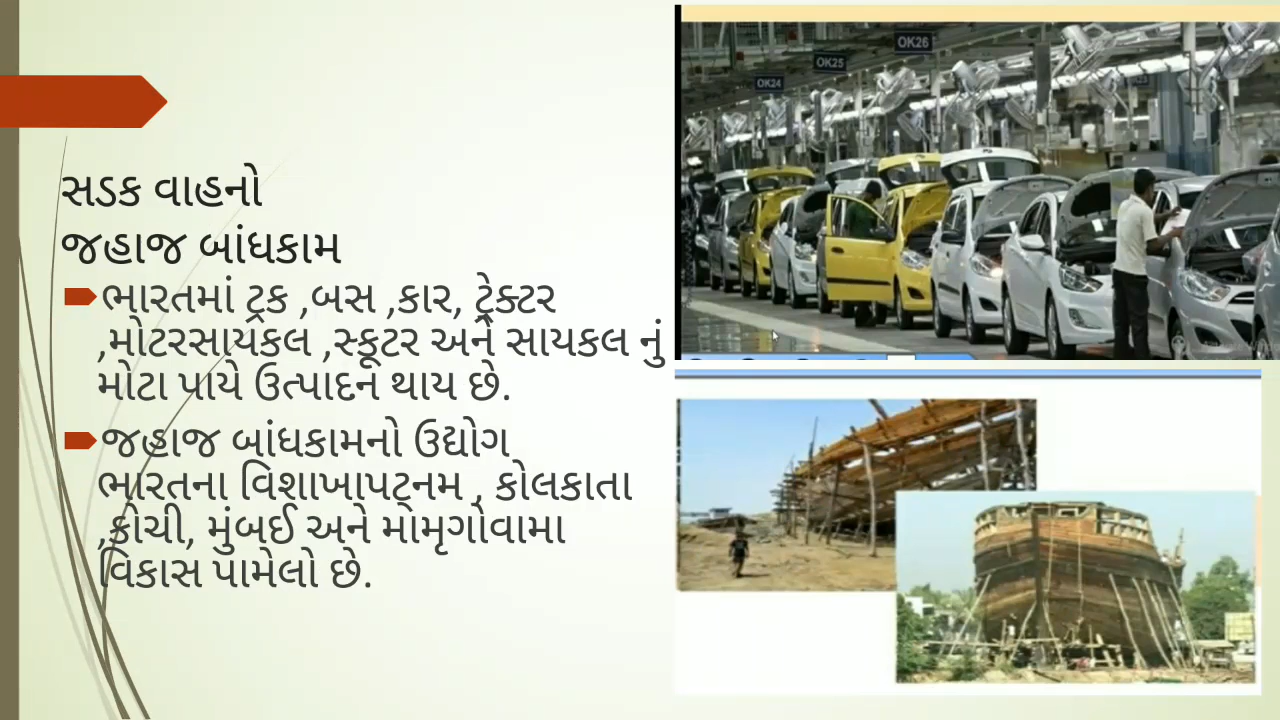 સડક વાહનો
જહાજ બાંધકામ
ભારતમાં ટ્રક ,બસ ,કાર, ટ્રેક્ટર
,મોટરસાયકલ ,સ્કૂટર અને સાયકલ નું
મોટા પાયે ઉત્પાદન થાય છે.
જહાજ બાંધકામનો ઉદ્યોગ
ભારતના વિશાખાપટ્નમ , કોલકાતા
,કોચી, મુંબઈ અને મામૃગોવામા
વિકાસ પામેલો છે.
OK26
OK25
OK24